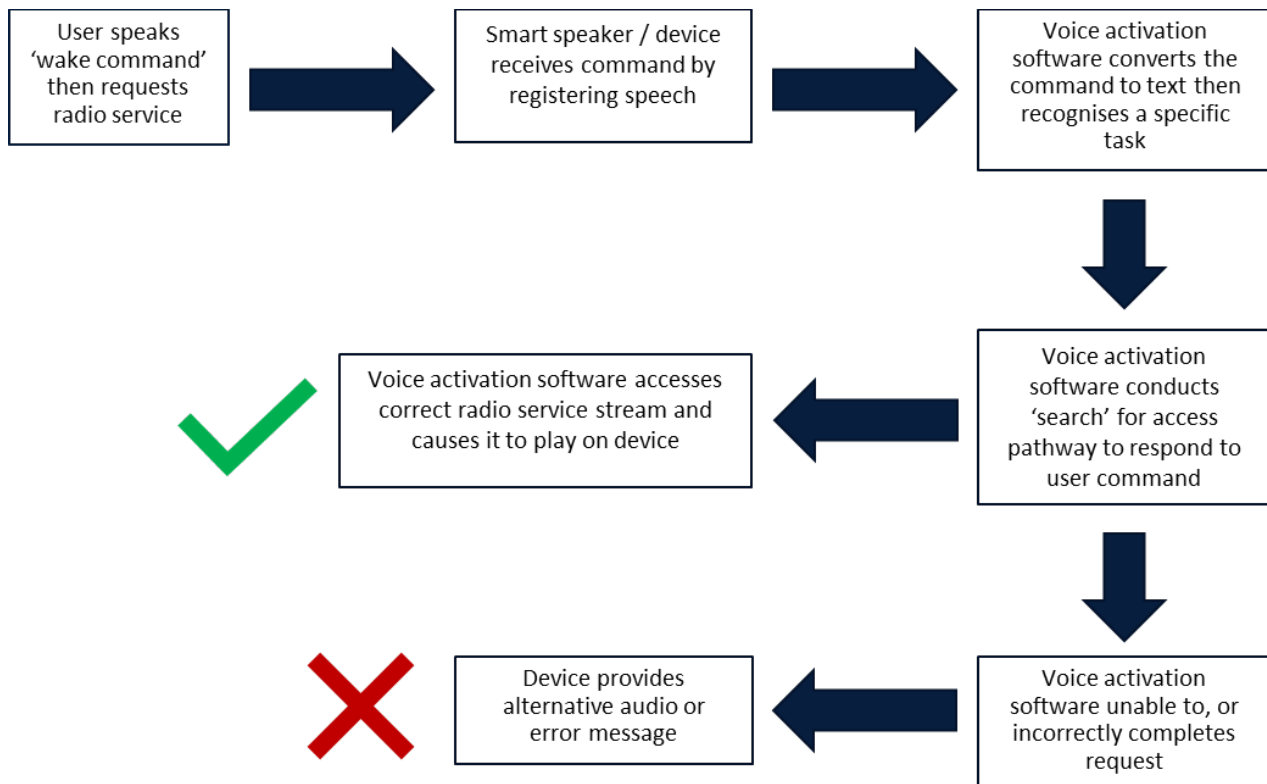 User speaks
‘wake command’
then requests
radio service
Smart speaker / device
receives command by
registering speech
Voice activation
software converts the
command to text then
recognises a specific
task
Voice activation
software conducts
‘search’ for access
pathway to respond to
user command
Voice activation software accesses
correct radio service stream and
causes it to play on device
Voice activation
software unable to, or
incorrectly completes
request
Device provides
alternative audio or
error message